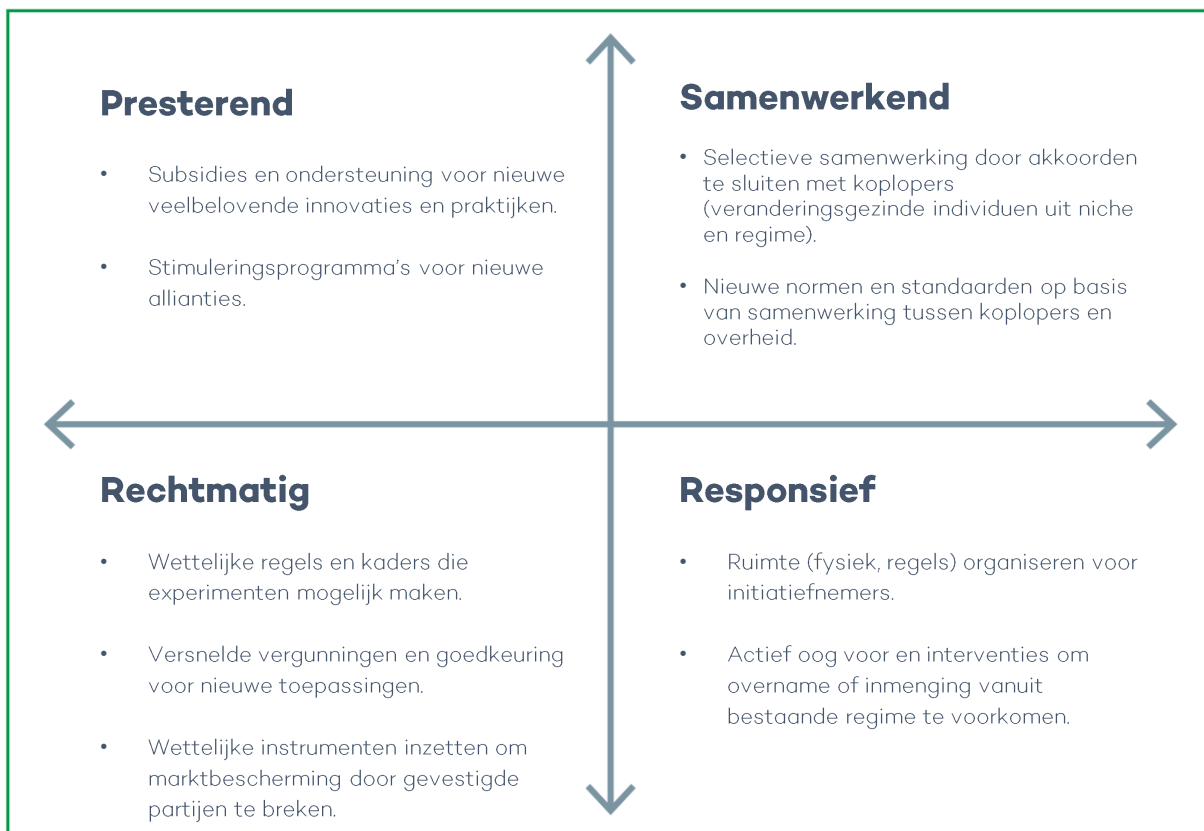 Presterend
• Subsidies en ondersteuning voor nieuwe
veelbelovende innovaties en praktijken.
• Stimuleringsprogramma's voor nieuwe
allianties.
Samenwerkend
• Selectieve samenwerking door akkoorden
te sluiten met koplopers
(veranderingsgezinde individuen uit niche
en regime).
• Nieuwe normen en standaarden op basis
van samenwerking tussen koplopers en
overheid.
Rechtmatig
• Wettelijke regels en kaders die
experimenten mogelijk maken.
• Versnelde vergunningen en goedkeuring
voor nieuwe toepassingen.
• Wettelijke instrumenten inzetten om
marktbescherming door gevestigde
partijen te breken.
Responsief
• Ruimte (fysiek, regels) organiseren voor
initiatiefnemers.
• Actief oog voor en interventies om
overname of inmenging vanuit
bestaande regime te voorkomen.